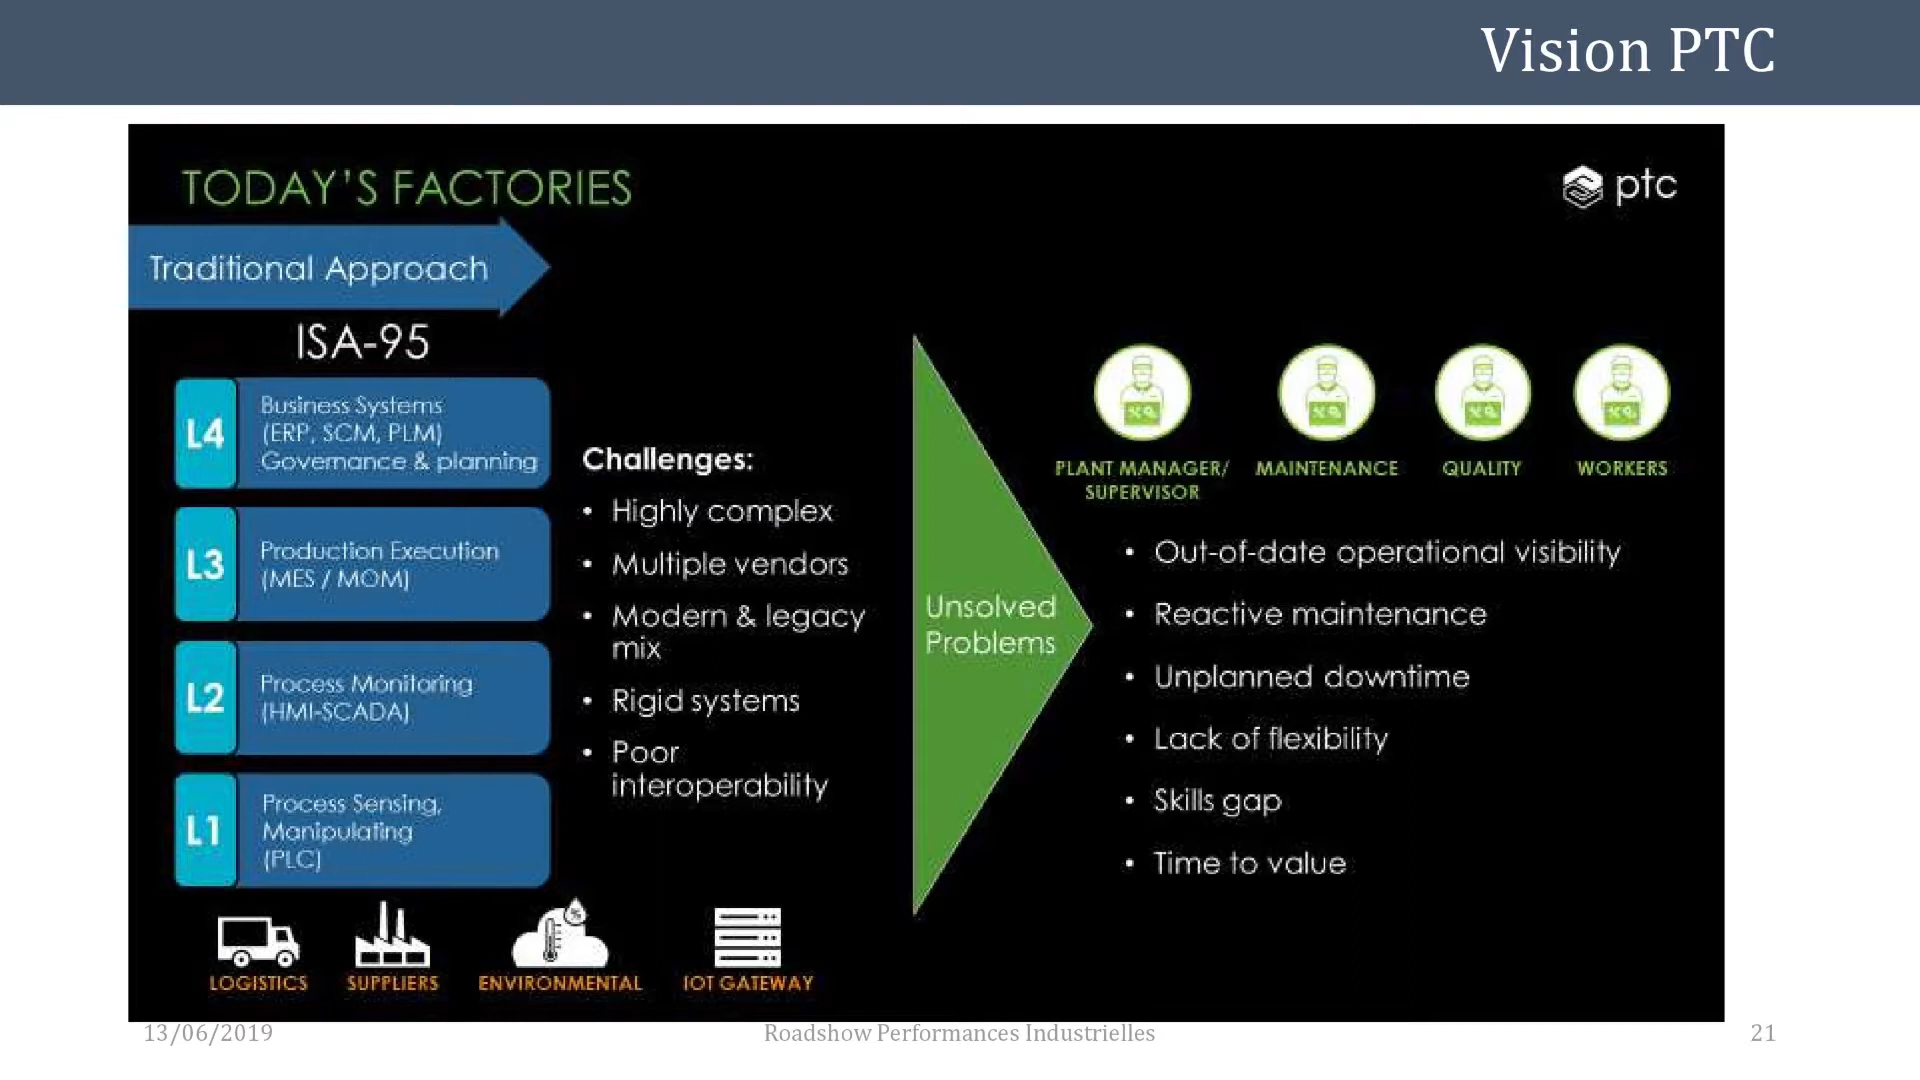 Vision PTC
TODAY'S FACTORIES
ptc
Traditional Approach
ISA-95
L4
Business Systems
(ERP, SCM, PLM)
Governance & planning
L3
Production Execution
(MES / MOM)
L2
Process Monitoring
(HMI-SCADA)
L1
Process Sensing,
Manipulating
(PLC)
Challenges:
• Highly complex
• Multiple vendors
• Modern & legacy
mix
• Rigid systems
• Poor
interoperability
Unsolved
Problems
PLANT MANAGER/
SUPERVISOR
MAINTENANCE
QUALITY
WORKERS
• Out-of-date operational visibility
• Reactive maintenance
• Unplanned downtime
• Lack of flexibility
• Skills gap
• Time to value
%
LOGISTICS
SUPPLIERS
ENVIRONMENTAL
IOT GATEWAY
13/06/2019
Roadshow Performances Industrielles
21